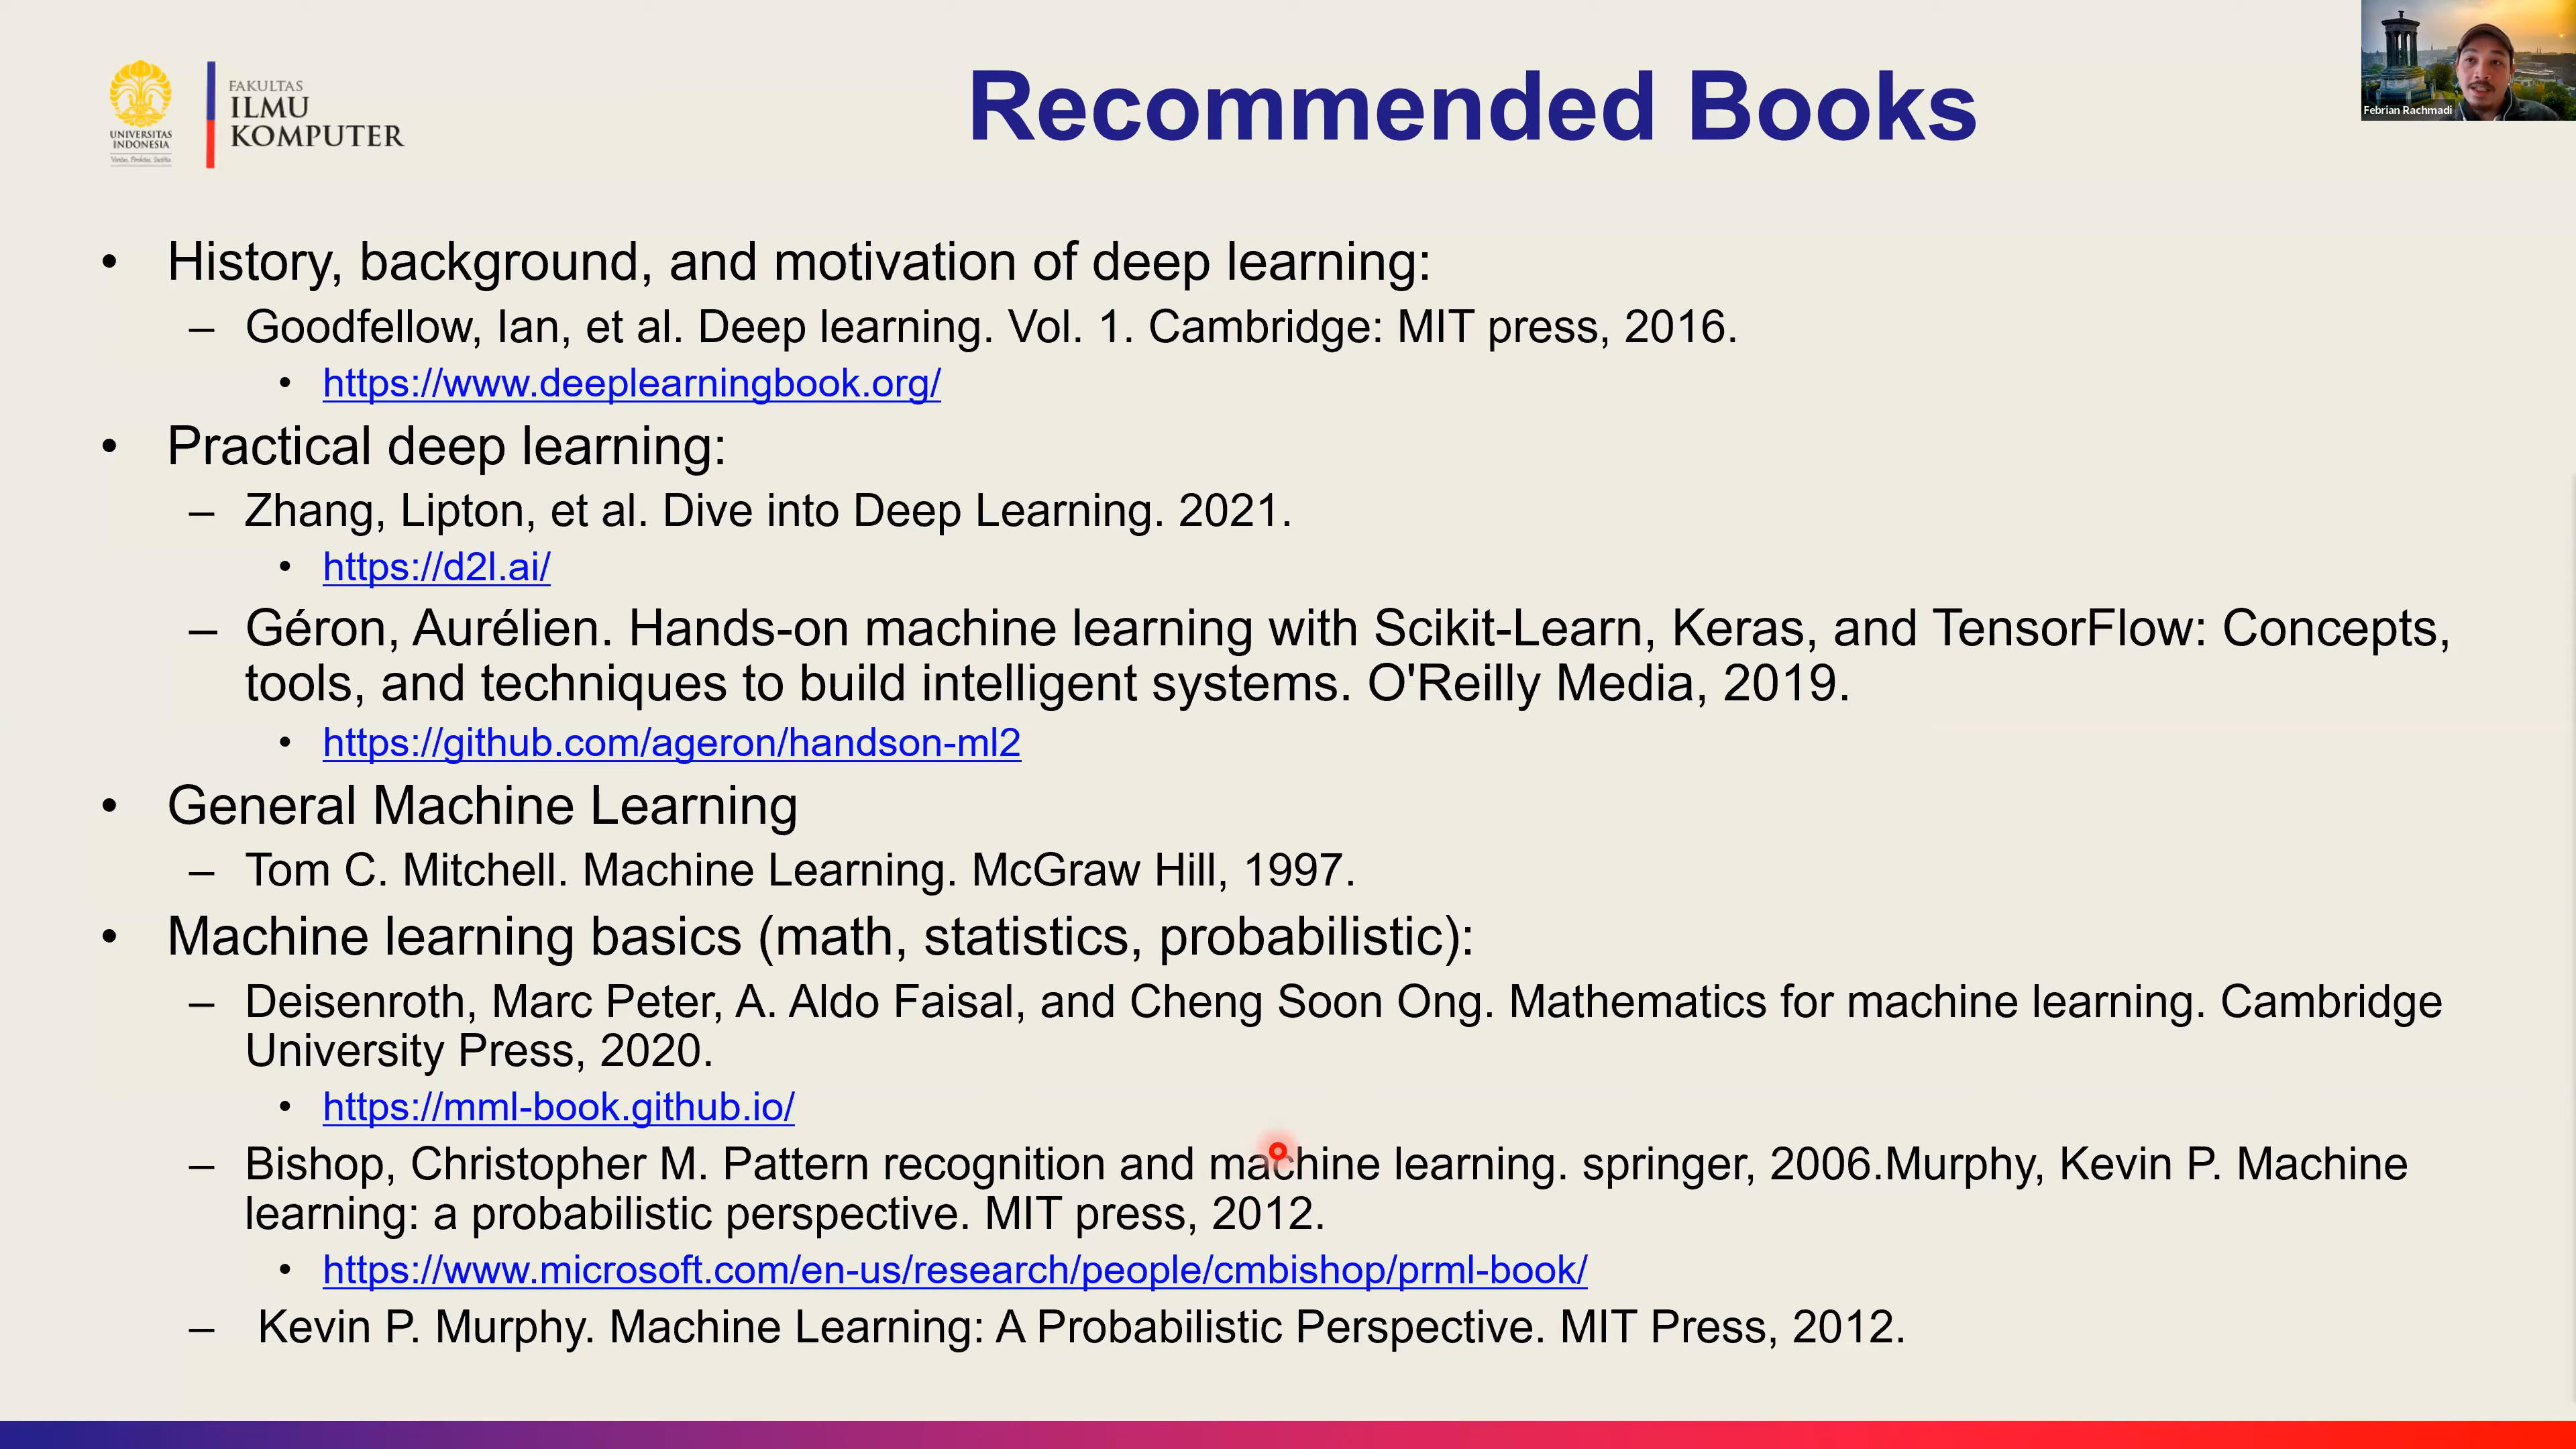 UNIVERSITAS
INDONESIA
Veritas, Probitas, Iustitia
FAKULTAS
ILMU
KOMPUTER
Recommended Books
Febrian Rachmadi
• History, background, and motivation of deep learning:
– Goodfellow, Ian, et al. Deep learning. Vol. 1. Cambridge: MIT press, 2016.
• https://www.deeplearningbook.org/
• Practical deep learning:
– Zhang, Lipton, et al. Dive into Deep Learning. 2021.
• https://d2l.ai/
– Géron, Aurélien. Hands-on machine learning with Scikit-Learn, Keras, and TensorFlow: Concepts,
tools, and techniques to build intelligent systems. O'Reilly Media, 2019.
• https://github.com/ageron/handson-ml2
• General Machine Learning
– Tom C. Mitchell. Machine Learning. McGraw Hill, 1997.
• Machine learning basics (math, statistics, probabilistic):
– Deisenroth, Marc Peter, A. Aldo Faisal, and Cheng Soon Ong. Mathematics for machine learning. Cambridge
University Press, 2020.
• https://mml-book.github.io/
– Bishop, Christopher M. Pattern recognition and machine learning. springer, 2006.Murphy, Kevin P. Machine
learning: a probabilistic perspective. MIT press, 2012.
• https://www.microsoft.com/en-us/research/people/cmbishop/prml-book/
– Kevin P. Murphy. Machine Learning: A Probabilistic Perspective. MIT Press, 2012.